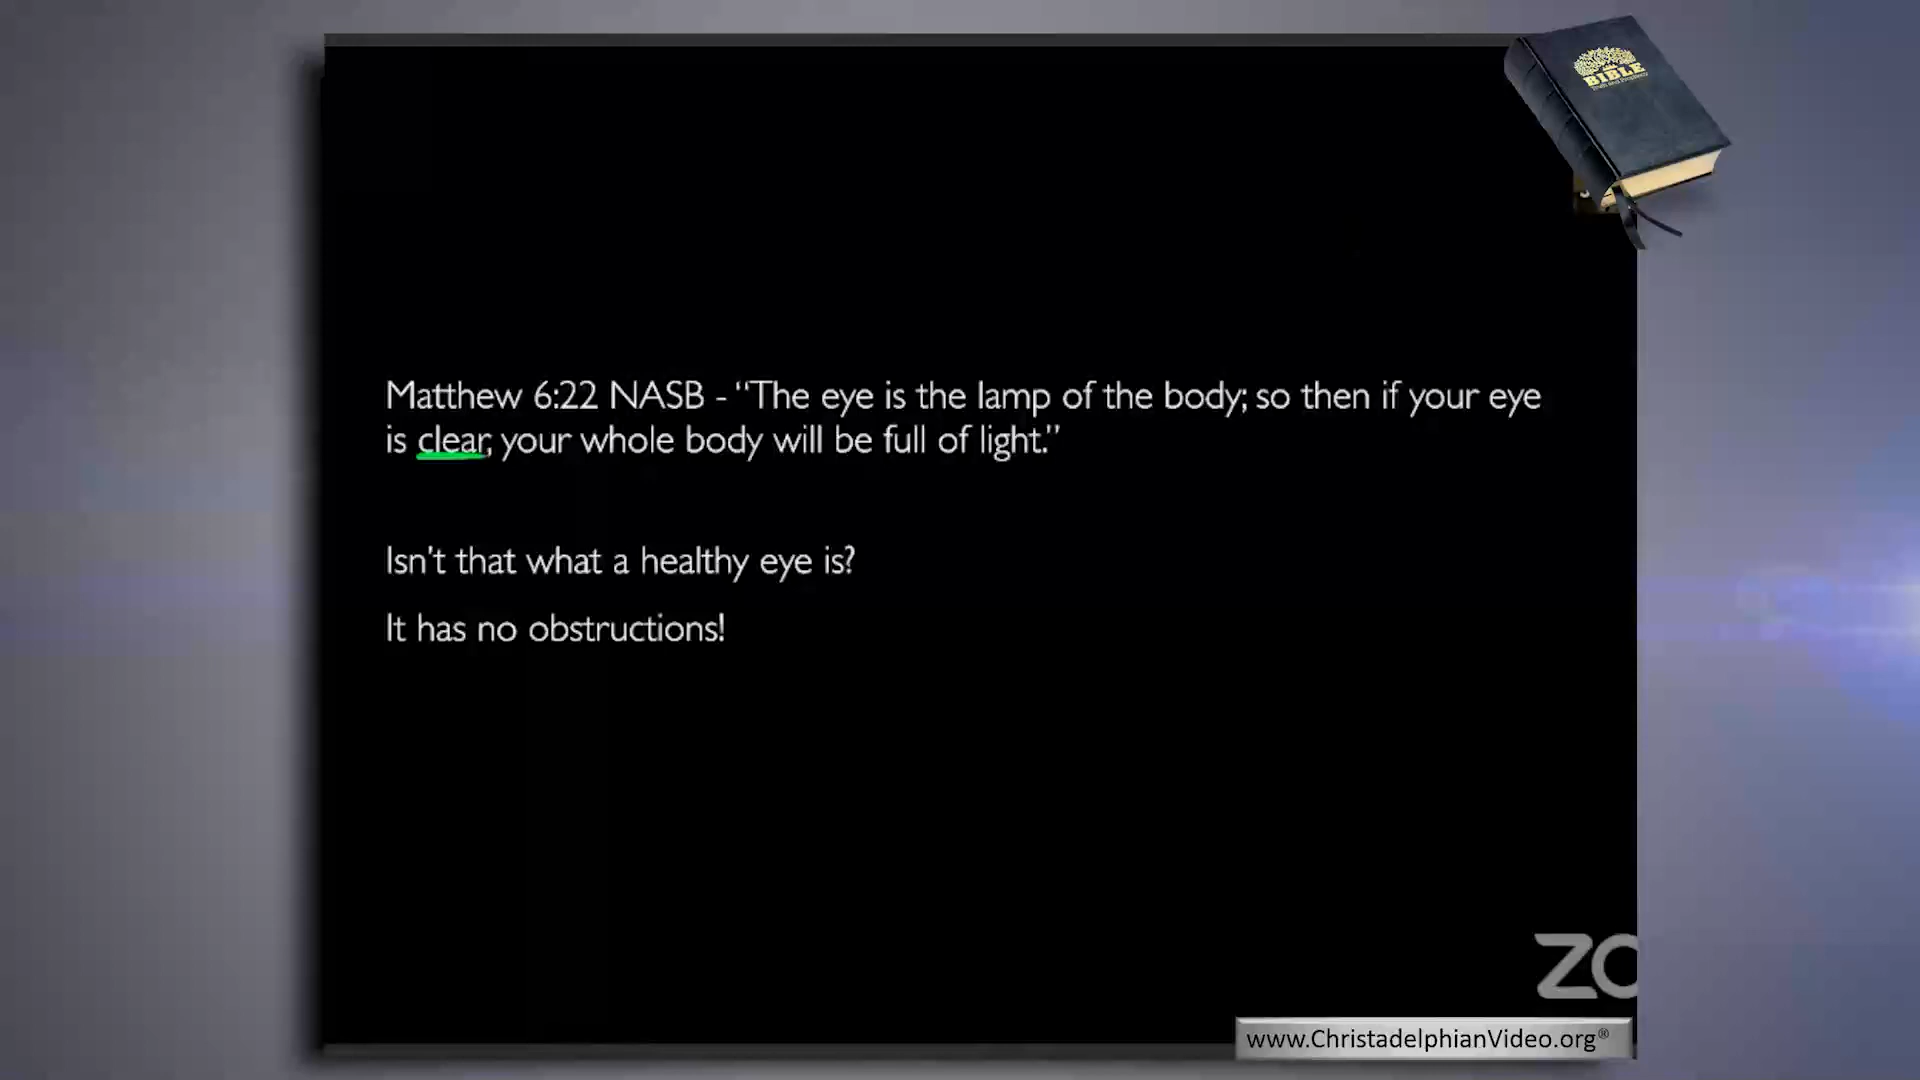 BIBLE
Matthew 6:22 NASB - “The eye is the lamp of the body; so then if your eye
is clear, your whole body will be full of light.”
Isn't that what a healthy eye is?
It has no obstructions!
ZO
www.ChristadelphianVideo.org®